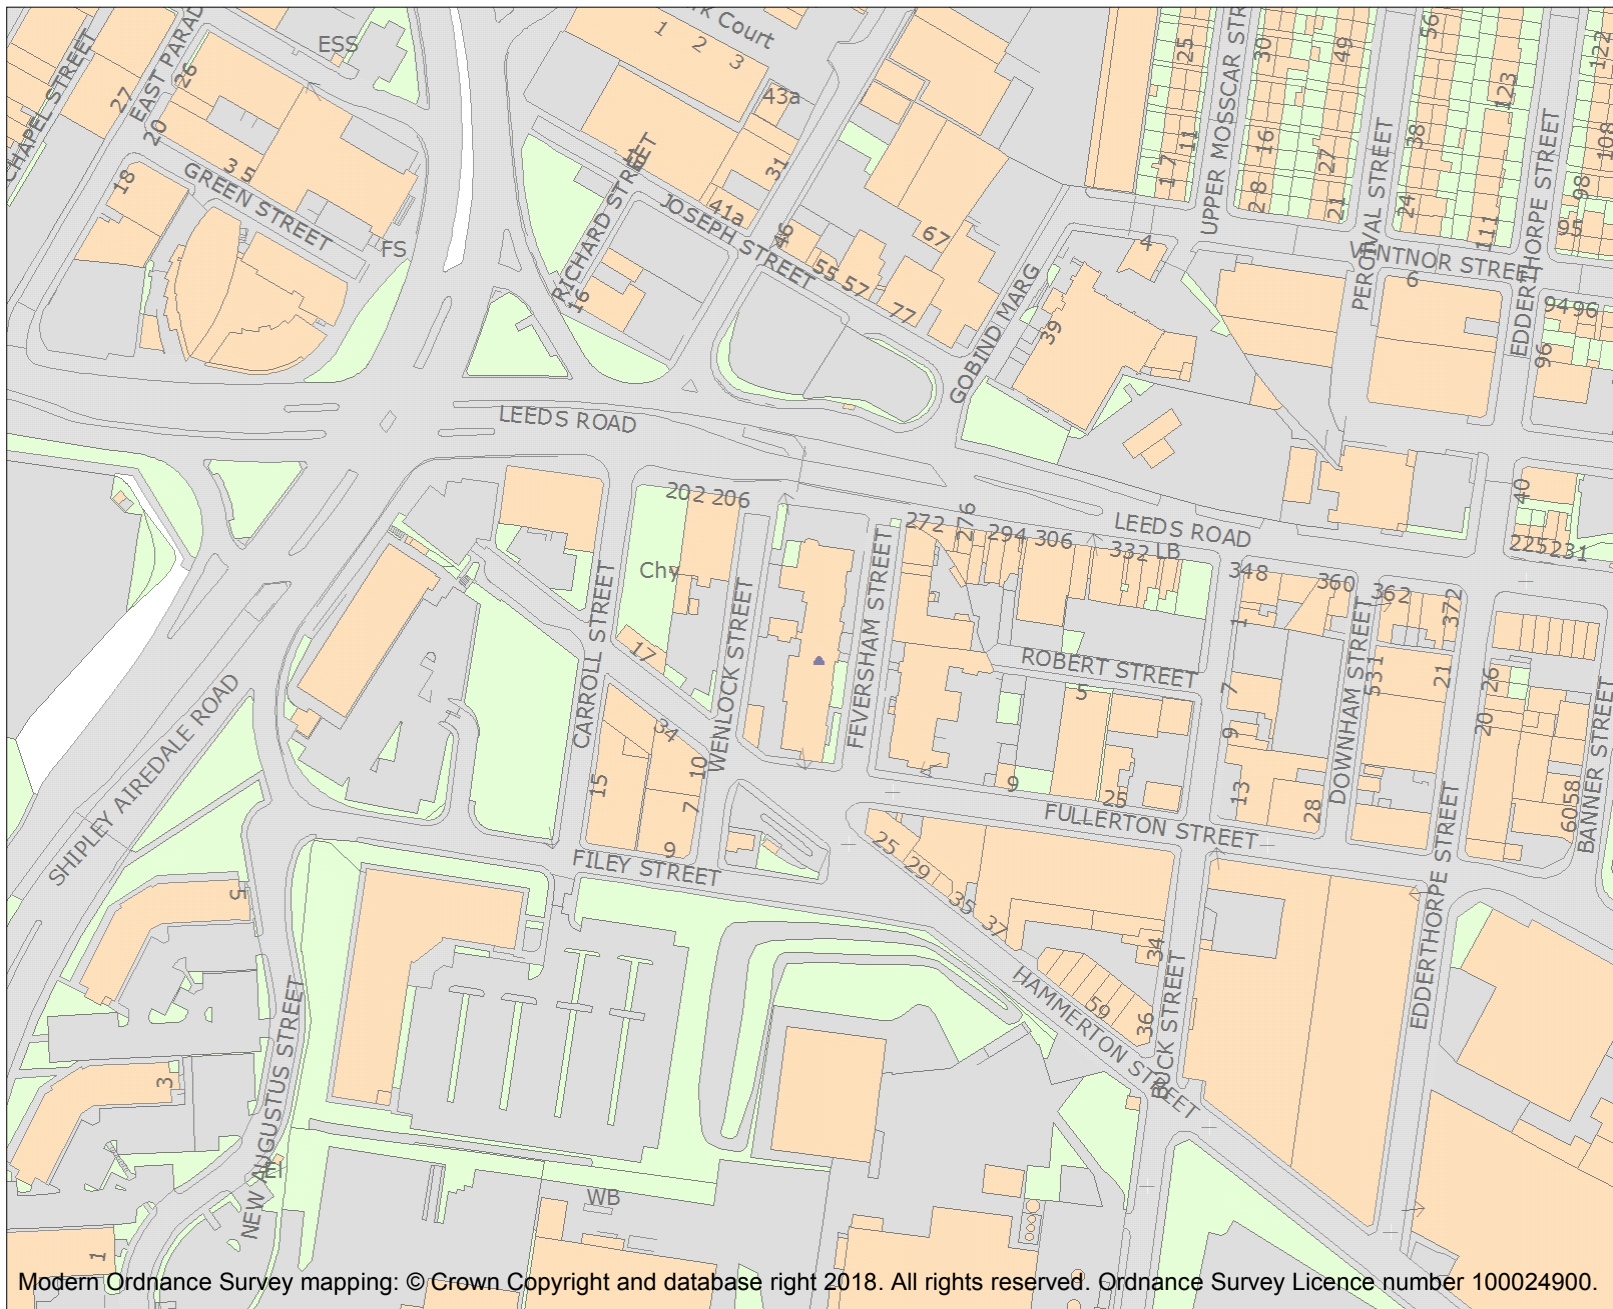 ESS
1 2 3
rk Court
43a
25
30
49
56
122
CHAPEL STREET
27
EAST PARAD
26
20
123
UPPER MOSSCAR STR
11
16
38
108
3 5
31
1 7
27
18
GREEN STREET
RICHARD STREET
41a
JOSEPH STREET
46
67
4
2 8
21
24
PERCIVAL STREET
111
98
95
EDDERTHORPE STREET
VENTNOR STREET
FS
55 57
77
16
GOBIND MARG
39
6
94 96
96
LEEDS ROAD
202 206
272
276
294 306
LEEDS ROAD
332 LB
40
225 231
Chy
348
360
362
372
CARROLL STREET
17
WENLOCK STREET
FEVERSHAM STREET
ROBERT STREET
5
1
7
9
DOWNHAM STREET
531
21
26
20
SHIPLEY AIREDALE ROAD
34
10
15
7
9
9
25
13
28
FULLERTON STREET
6058
BANNER STREET
FILEY STREET
25
29
35
37
5
34
HAMMERTON STREET
59
36
BUCK STREET
EDDERTHORPE STREET
NEW AUGUSTUS STREET
3
El
WB
1
Modern Ordnance Survey mapping: © Crown Copyright and database right 2018. All rights reserved. Ordnance Survey Licence number 100024900.